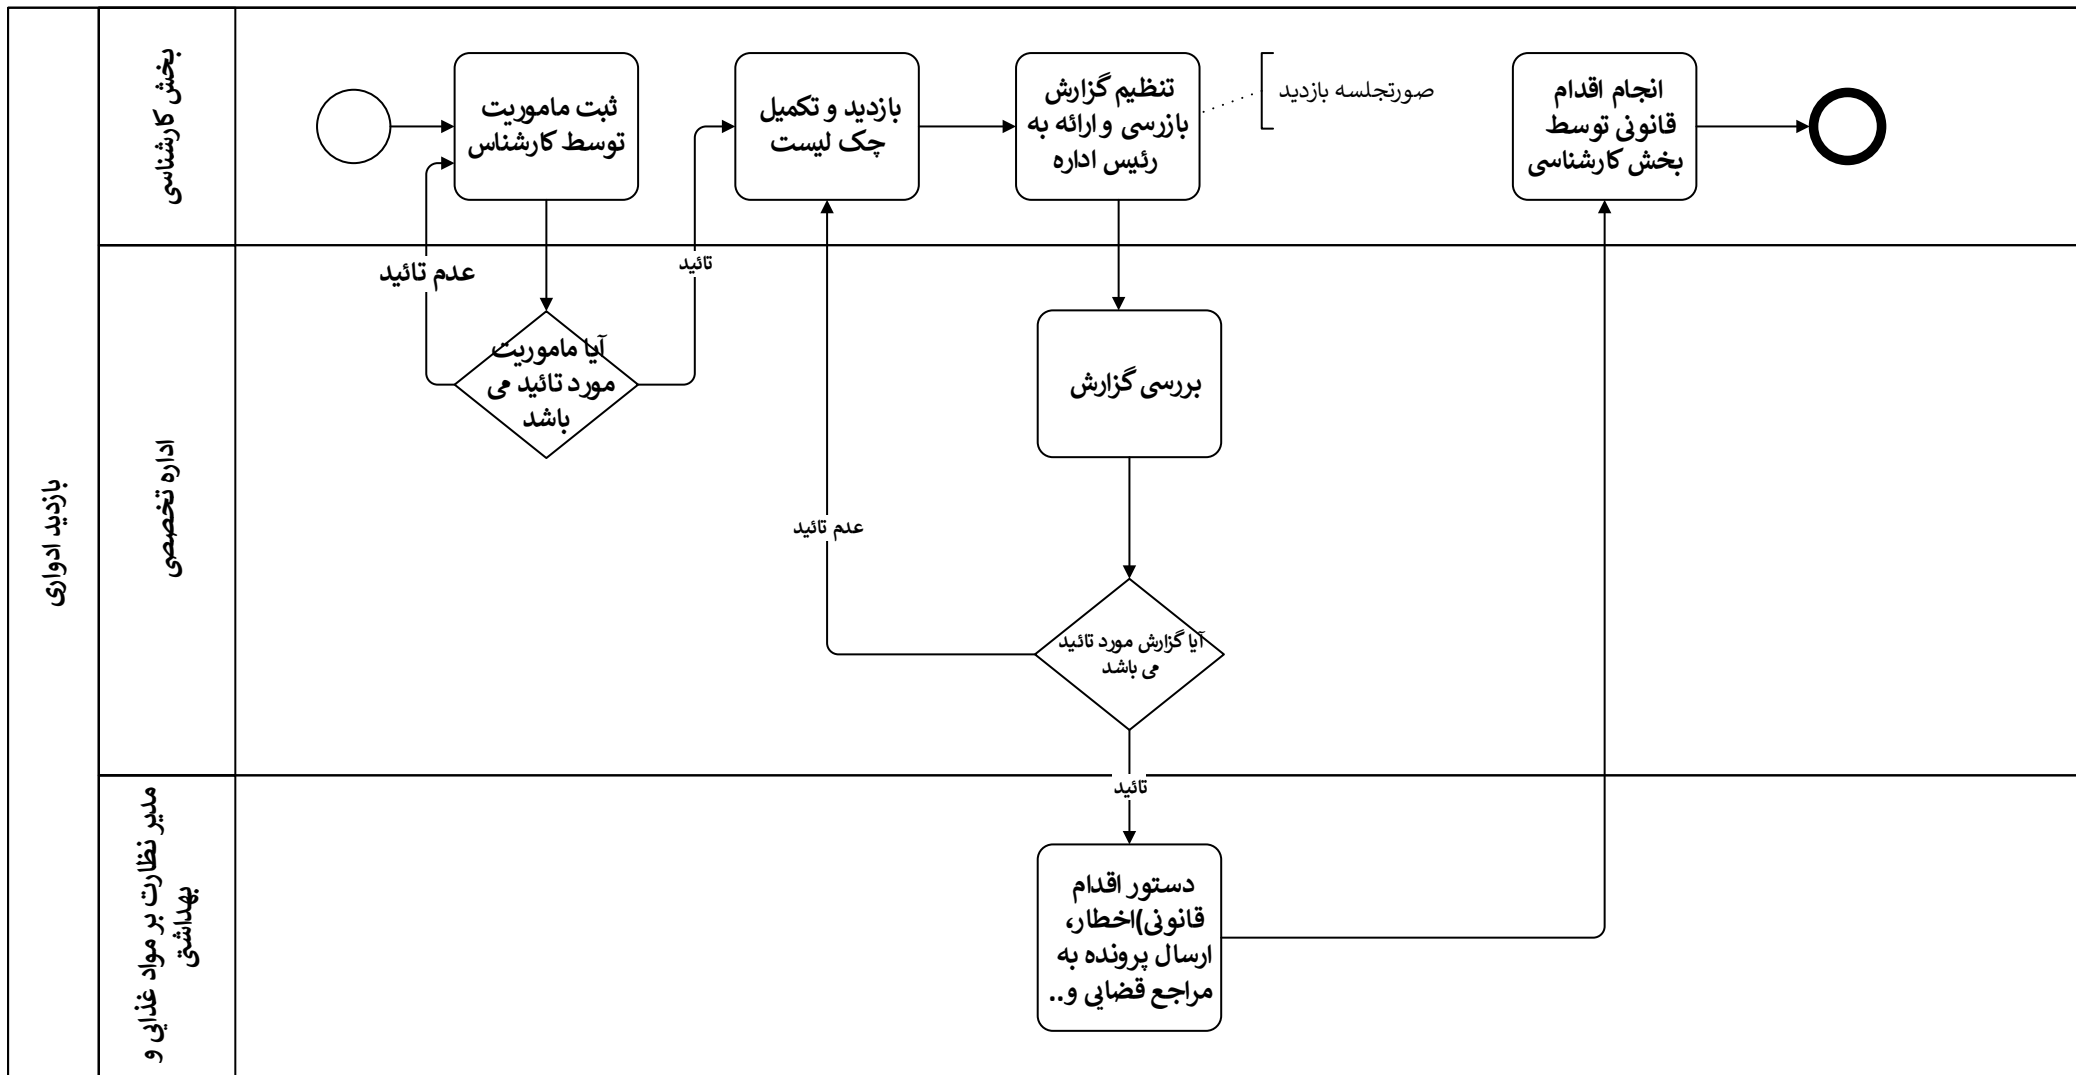 بازدید ادواری
بخش کارشناسی
ثبت ماموریت
توسط کارشناس
بازدید و تکمیل
چک لیست
تنظیم گزارش
بازرسی و ارائه به
رئیس اداره
صورتجلسه بازدید
انجام اقدام
قانونی توسط
بخش کارشناسی
اداره تخصصی
عدم تائید
تائید
آیا ماموریت
مورد تائید می
باشد
بررسی گزارش
عدم تائید
آیا گزارش مورد تائید
می باشد
مدیر نظارت بر مواد غذایی و
بهداشتی
تائید
دستور اقدام
قانونی)اخطار،
ارسال پرونده به
مراجع قضایی و..